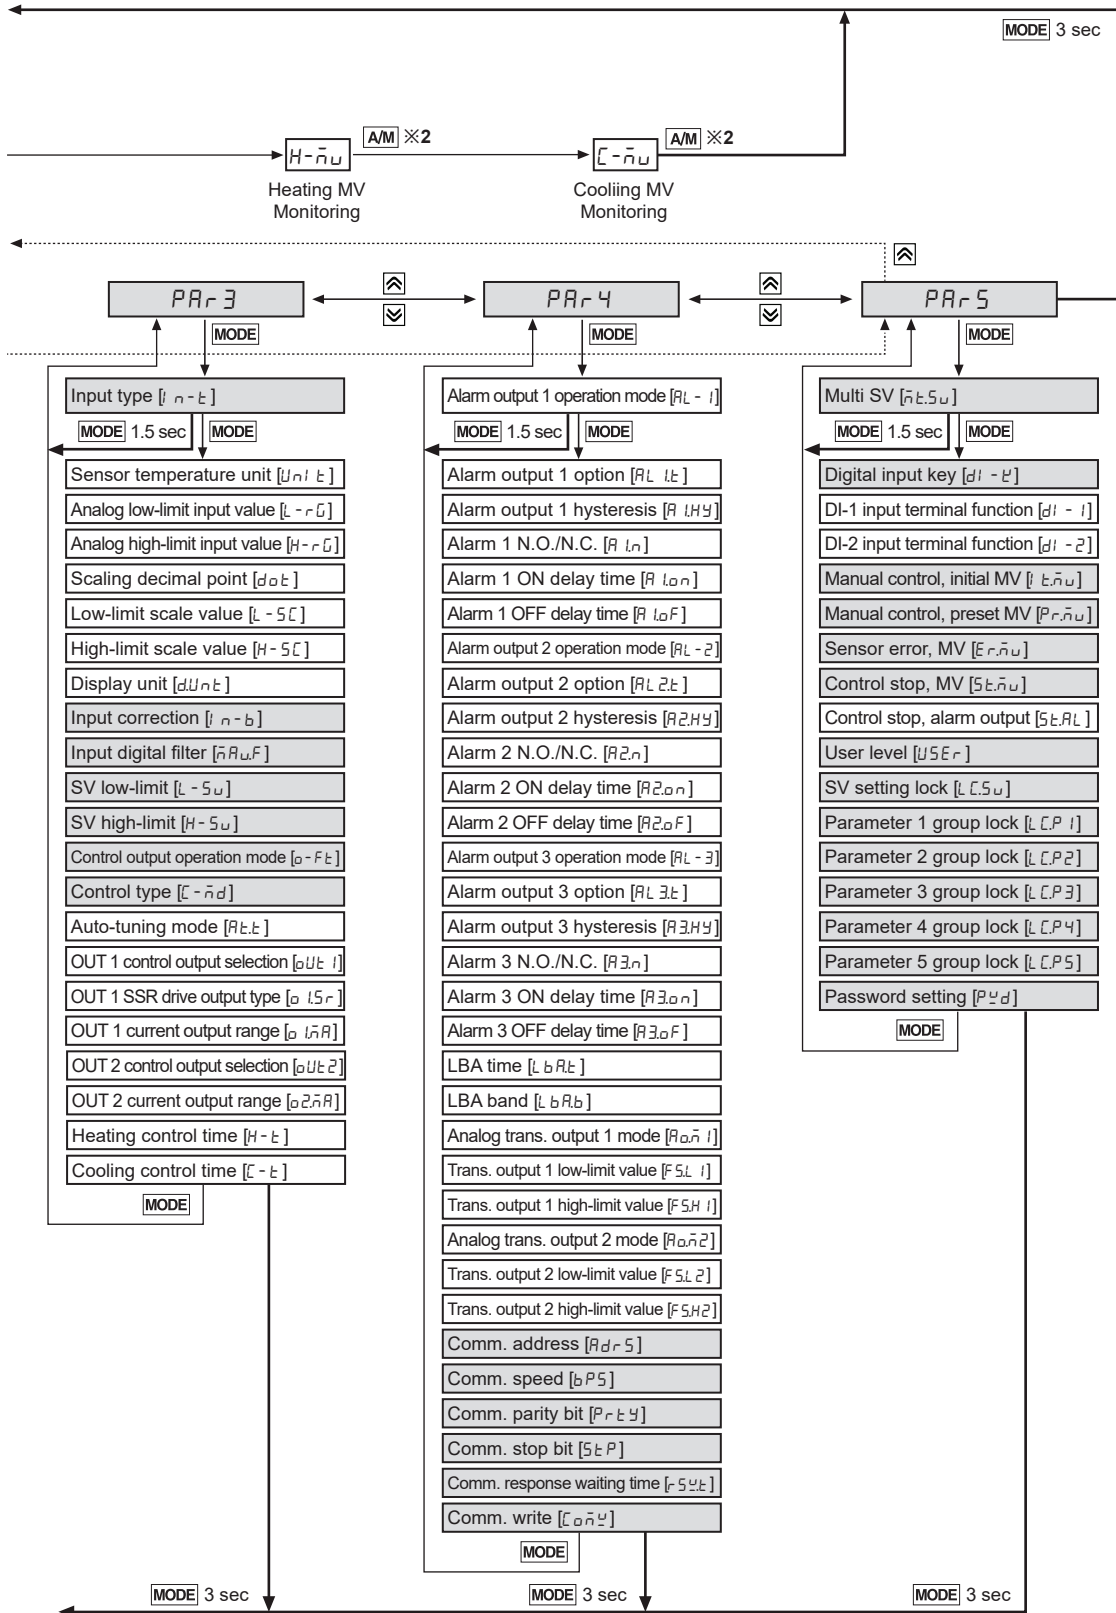 MODE 3 sec
A/M ※2
A/M ※2
H-mv
C-mv
Heating MV
Monitoring
Cooliing MV
Monitoring
PAr3
PAr4
PAr5
MODE
MODE
MODE
Input type [In-t]
MODE 1.5 sec MODE
Sensor temperature unit [UnIt]
Analog low-limit input value [L-rG]
Analog high-limit input value [H-rG]
Scaling decimal point [dot]
Low-limit scale value [L-SC]
High-limit scale value [H-SC]
Display unit [d.Unt]
Input correction [In-b]
Input digital filter [mAv.F]
SV low-limit [L-Sv]
SV high-limit [H-Sv]
Control output operation mode [o-Ft]
Control type [C-md]
Auto-tuning mode [At.t]
OUT 1 control output selection [oUt1]
OUT 1 SSR drive output type [o1.Sr]
OUT 1 current output range [o1.mA]
OUT 2 control output selection [oUt2]
OUT 2 current output range [o2.mA]
Heating control time [H-t]
Cooling control time [C-t]
MODE
Alarm output 1 operation mode [AL-1]
MODE 1.5 sec MODE
Alarm output 1 option [AL1.t]
Alarm output 1 hysteresis [A1.HY]
Alarm 1 N.O./N.C. [A1.n]
Alarm 1 ON delay time [A1.on]
Alarm 1 OFF delay time [A1.oF]
Alarm output 2 operation mode [AL-2]
Alarm output 2 option [AL2.t]
Alarm output 2 hysteresis [A2.HY]
Alarm 2 N.O./N.C. [A2.n]
Alarm 2 ON delay time [A2.on]
Alarm 2 OFF delay time [A2.oF]
Alarm output 3 operation mode [AL-3]
Alarm output 3 option [AL3.t]
Alarm output 3 hysteresis [A3.HY]
Alarm 3 N.O./N.C. [A3.n]
Alarm 3 ON delay time [A3.on]
Alarm 3 OFF delay time [A3.oF]
LBA time [LbA.t]
LBA band [LbA.b]
Analog trans. output 1 mode [Ao.m1]
Trans. output 1 low-limit value [FS.L1]
Trans. output 1 high-limit value [FS.H1]
Analog trans. output 2 mode [Ao.m2]
Trans. output 2 low-limit value [FS.L2]
Trans. output 2 high-limit value [FS.H2]
Comm. address [AdrS]
Comm. speed [bPS]
Comm. parity bit [PrtY]
Comm. stop bit [StP]
Comm. response waiting time [rSW.t]
Comm. write [ComW]
MODE
Multi SV [mt.Sv]
MODE 1.5 sec MODE
Digital input key [dI-K]
DI-1 input terminal function [dI-1]
DI-2 input terminal function [dI-2]
Manual control, initial MV [It.mv]
Manual control, preset MV [Pr.mv]
Sensor error, MV [Er.mv]
Control stop, MV [St.mv]
Control stop, alarm output [St.AL]
User level [USEr]
SV setting lock [LC.Sv]
Parameter 1 group lock [LC.P1]
Parameter 2 group lock [LC.P2]
Parameter 3 group lock [LC.P3]
Parameter 4 group lock [LC.P4]
Parameter 5 group lock [LC.P5]
Password setting [PWd]
MODE
MODE 3 sec
MODE 3 sec
MODE 3 sec